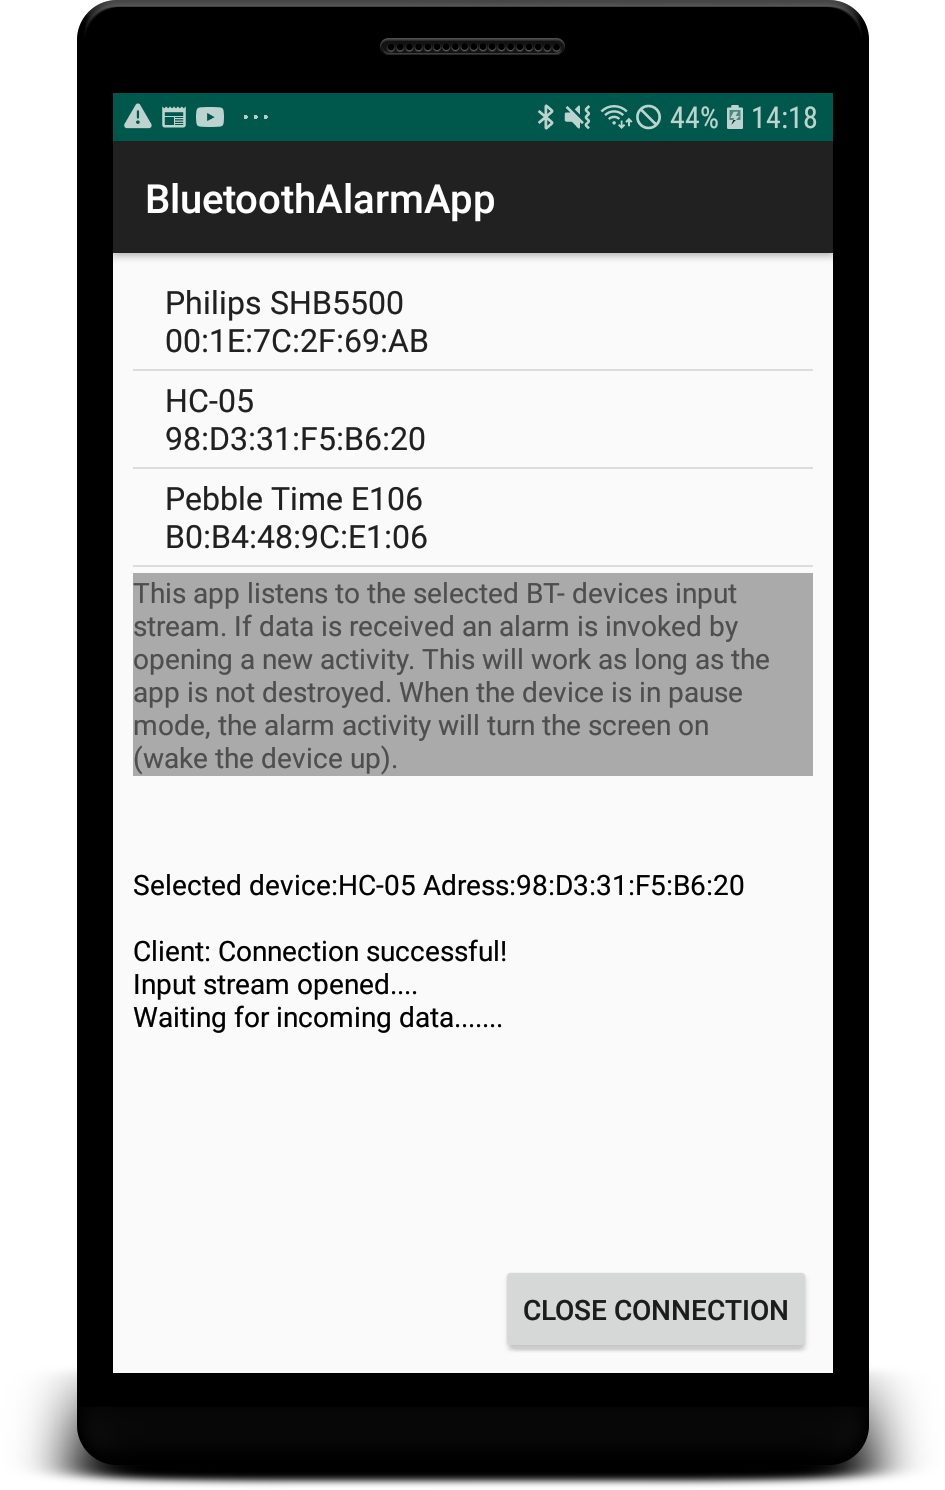 44% 14:18
BluetoothAlarmApp
Philips SHB5500
00:1E:7C:2F:69:AB
HC-05
98:D3:31:F5:B6:20
Pebble Time E106
B0:B4:48:9C:E1:06
This app listens to the selected BT- devices input
stream. If data is received an alarm is invoked by
opening a new activity. This will work as long as the
app is not destroyed. When the device is in pause
mode, the alarm activity will turn the screen on
(wake the device up).
Selected device:HC-05 Adress:98:D3:31:F5:B6:20
Client: Connection successful!
Input stream opened....
Waiting for incoming data.......
CLOSE CONNECTION